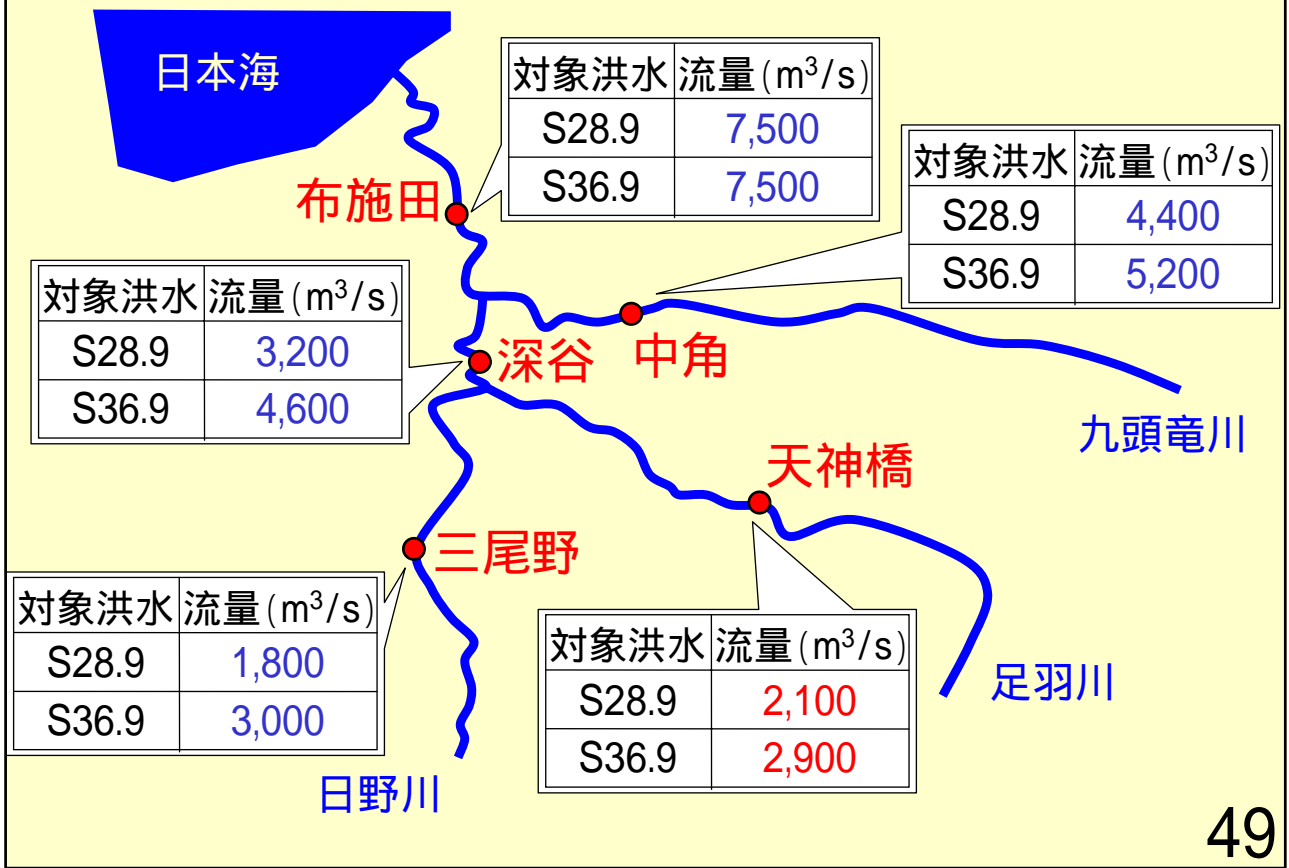 日本海
対象洪水 流量(m³/s)
S28.9 7,500
S36.9 7,500
対象洪水 流量(m³/s)
S28.9 4,400
S36.9 5,200
布施田
対象洪水 流量(m³/s)
S28.9 3,200
S36.9 4,600
深谷
中角
九頭竜川
天神橋
三尾野
対象洪水 流量(m³/s)
S28.9 1,800
S36.9 3,000
対象洪水 流量(m³/s)
S28.9 2,100
S36.9 2,900
足羽川
日野川
49